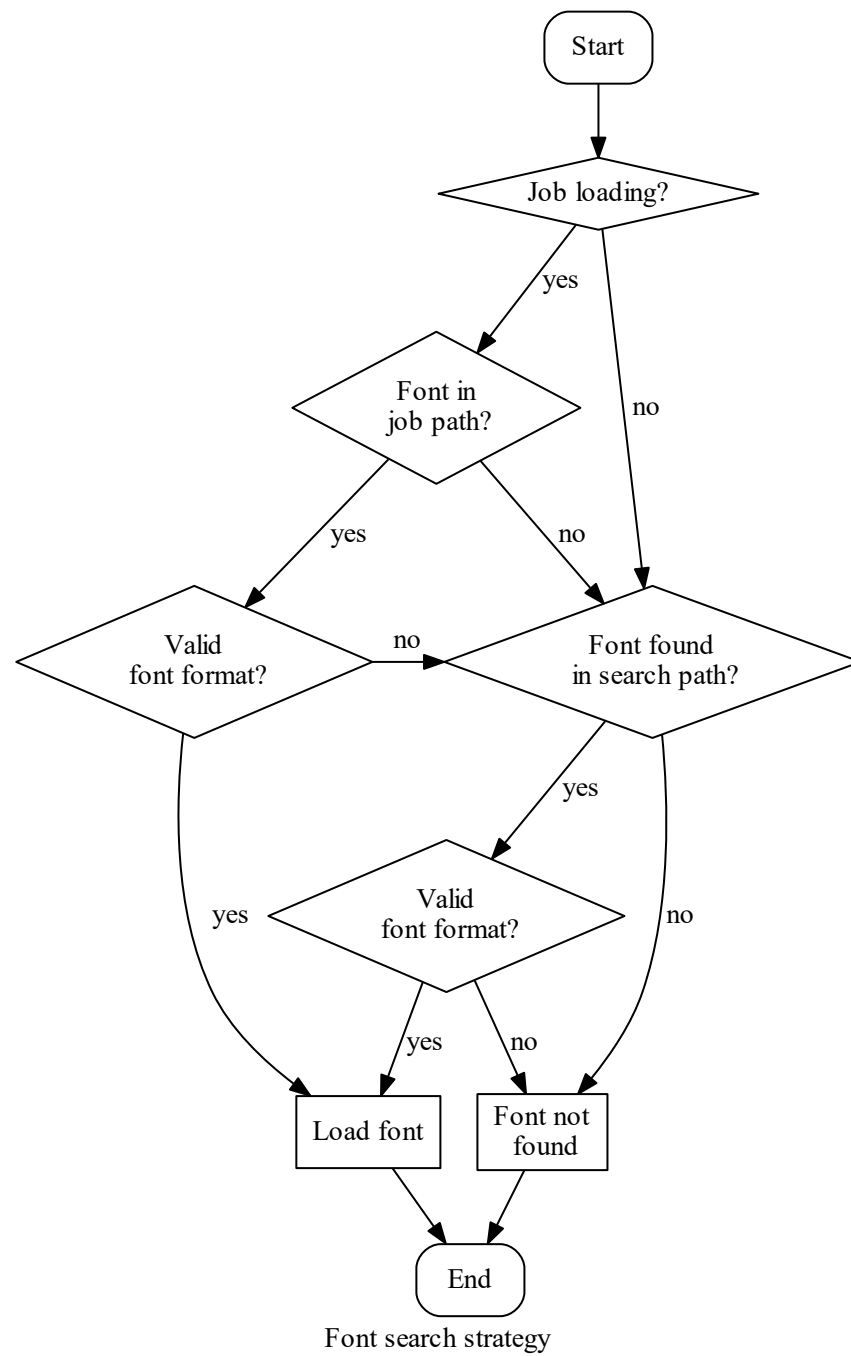 Start
Job loading?
yes
Font in
job path?
no
yes
no
Valid
font format?
no
Font found
in search path?
yes
Valid
font format?
yes
no
yes
no
Load font
Font not
found
End
Font search strategy